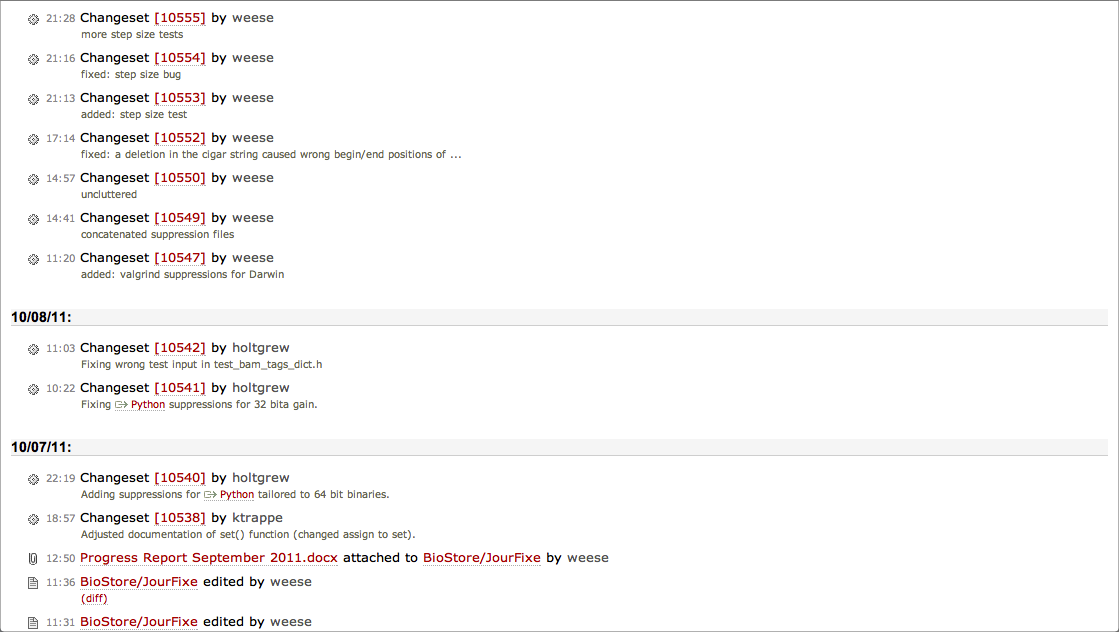 21:28 Changeset [10555] by weese
more step size tests
21:16 Changeset [10554] by weese
fixed: step size bug
21:13 Changeset [10553] by weese
added: step size test
17:14 Changeset [10552] by weese
fixed: a deletion in the cigar string caused wrong begin/end positions of ...
14:57 Changeset [10550] by weese
uncluttered
14:41 Changeset [10549] by weese
concatenated suppression files
11:20 Changeset [10547] by weese
added: valgrind suppressions for Darwin
10/08/11:
11:03 Changeset [10542] by holtgrew
Fixing wrong test input in test_bam_tags_dict.h
10:22 Changeset [10541] by holtgrew
Fixing Python suppressions for 32 bita gain.
10/07/11:
22:19 Changeset [10540] by holtgrew
Adding suppressions for Python tailored to 64 bit binaries.
18:57 Changeset [10538] by ktrappe
Adjusted documentation of set() function (changed assign to set).
12:50 Progress Report September 2011.docx attached to BioStore/JourFixe by weese
11:36 BioStore/JourFixe edited by weese
(diff)
11:31 BioStore/JourFixe edited by weese